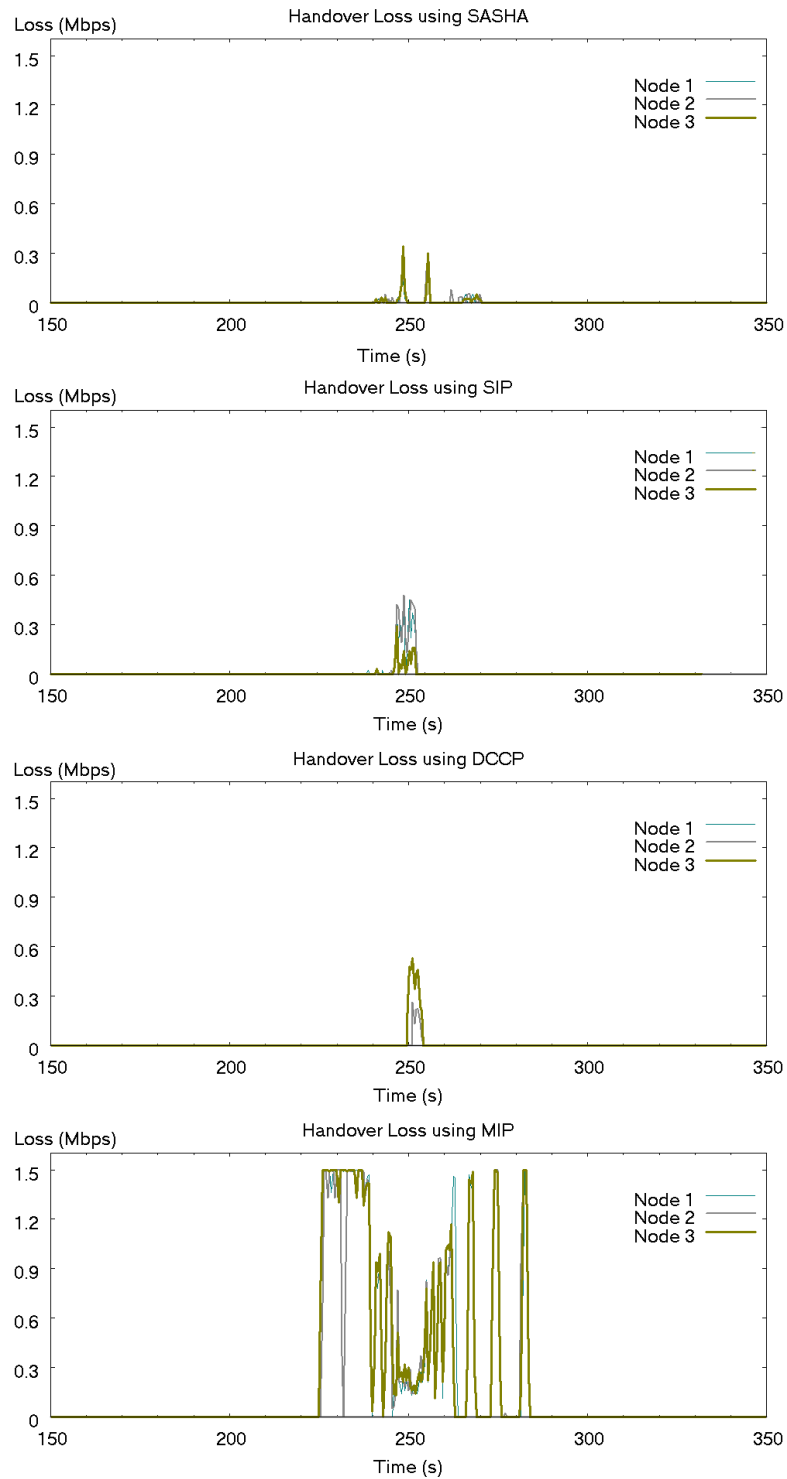 Handover Loss using SASHA
Loss (Mbps)
1.5
1.2
0.9
0.6
0.3
0
Node 1
Node 2
Node 3
150 200 250 300 350
Time (s)
Handover Loss using SIP
Loss (Mbps)
1.5
1.2
0.9
0.6
0.3
0
Node 1
Node 2
Node 3
150 200 250 300 350
Time (s)
Handover Loss using DCCP
Loss (Mbps)
1.5
1.2
0.9
0.6
0.3
0
Node 1
Node 2
Node 3
150 200 250 300 350
Time (s)
Handover Loss using MIP
Loss (Mbps)
1.5
1.2
0.9
0.6
0.3
0
Node 1
Node 2
Node 3
150 200 250 300 350
Time (s)